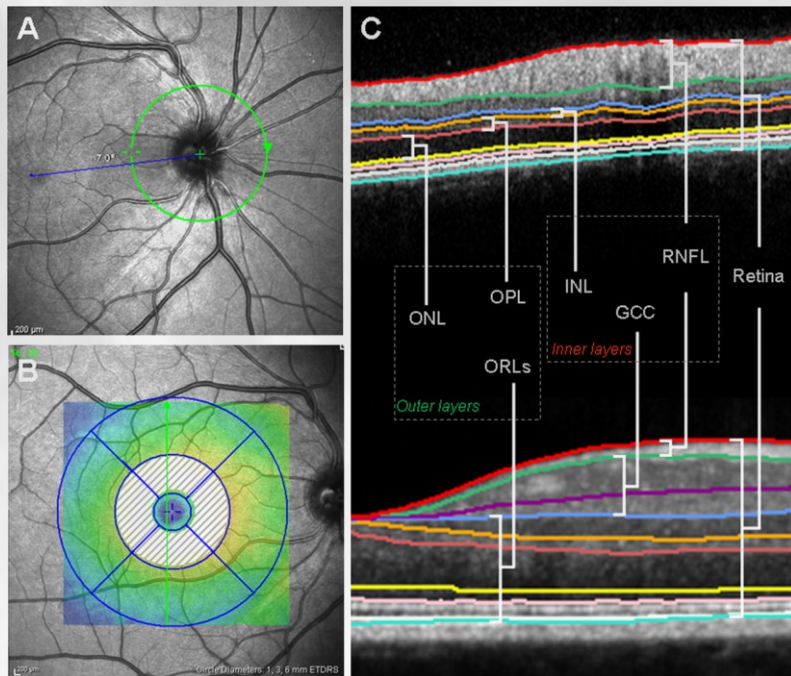 A
-7.0°
200 µm
B
Circle Diameters: 1, 3, 6 mm ETDRS
200 µm
C
RNFL
Retina
INL
OPL
GCC
ONL
Inner layers
ORLs
Outer layers